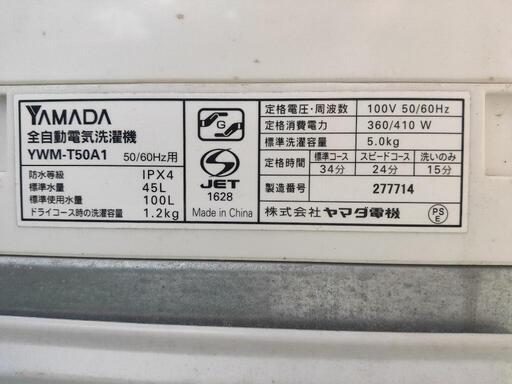 YAMADA
全自動電気洗濯機
YWM-T50A1 50/60Hz用
防水等級 IPX4
標準水量 45L
標準使用水量 100L
ドライコース時の洗濯容量 1.2kg
G
S
JET
1628
Made in China
定格電圧・周波数 100V 50/60Hz
定格消費電力 360/410 W
標準洗濯容量 5.0kg
定格時間 標準コース スピードコース 洗いのみ
34分 24分 15分
製造番号 277714
株式会社ヤマダ電機
PS
E